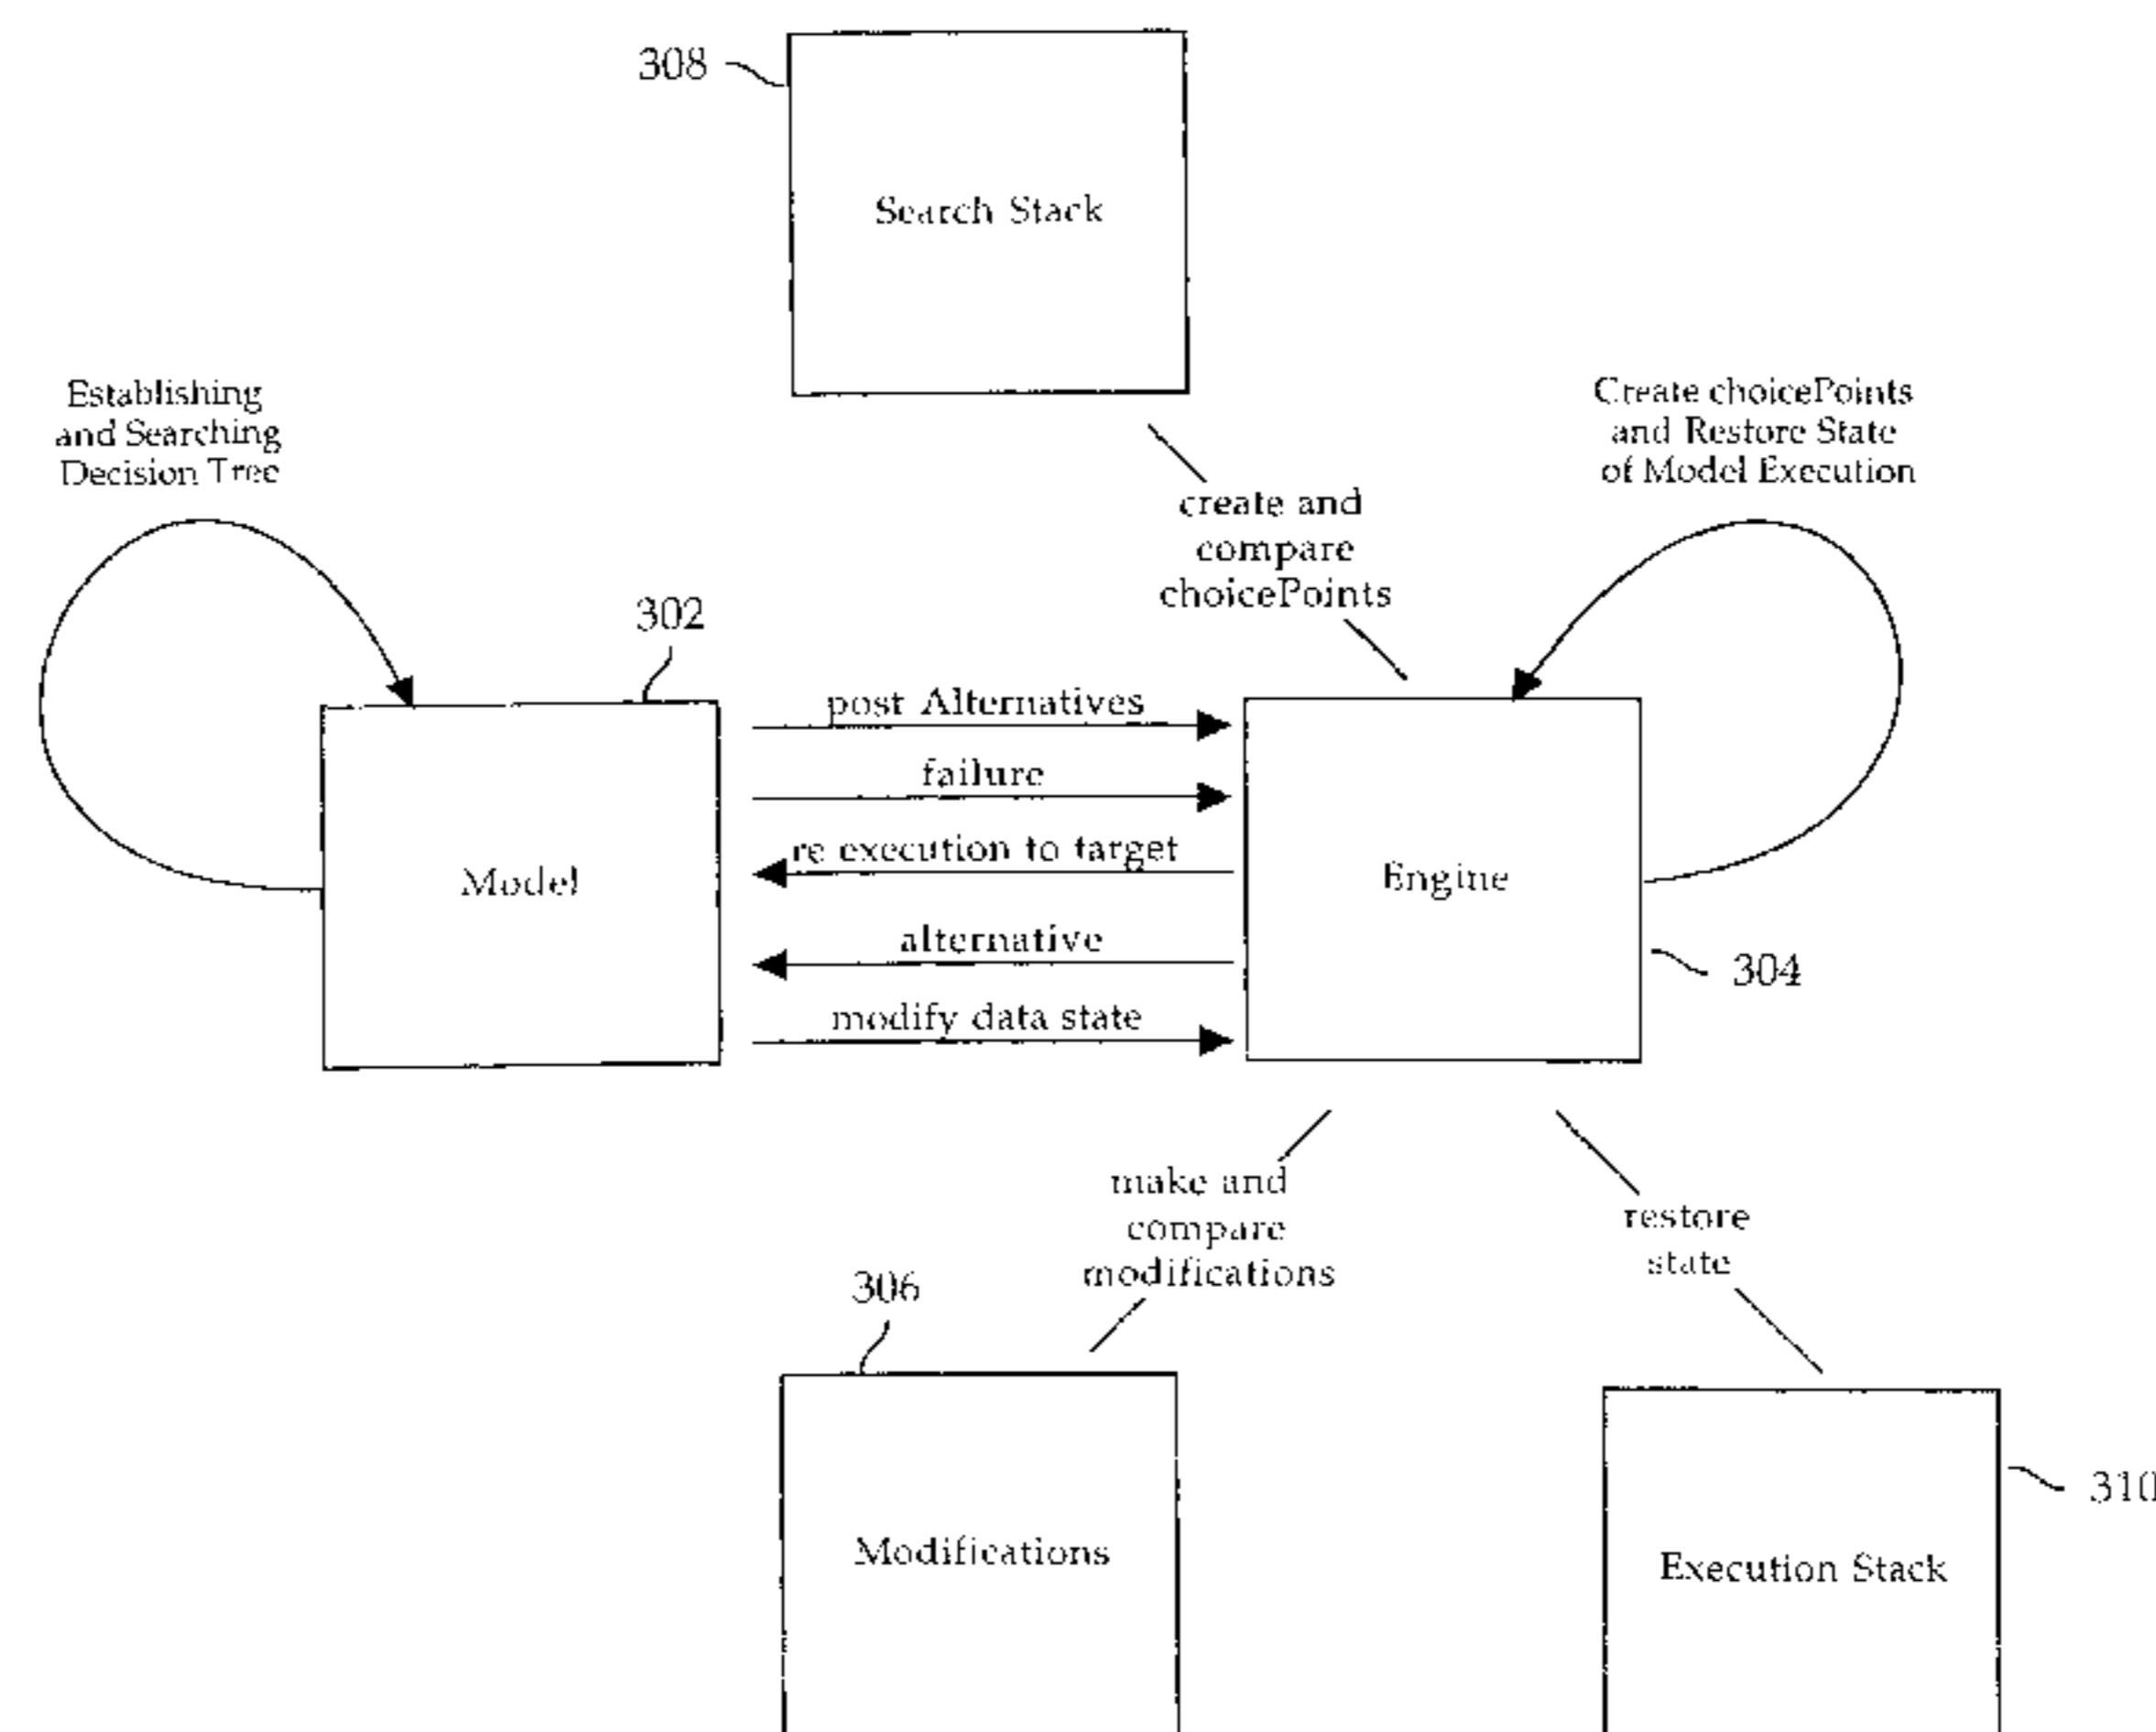 308
Search Stack
Establishing
and Searching
Decision Tree
Create choicePoints
and Restore State
of Model Execution
create and
compare
choicePoints
302
post Alternatives
failure
re execution to target
Model
Engine
alternative
304
modify data state
make and
compare
modifications
restore
state
306
310
Modifications
Execution Stack